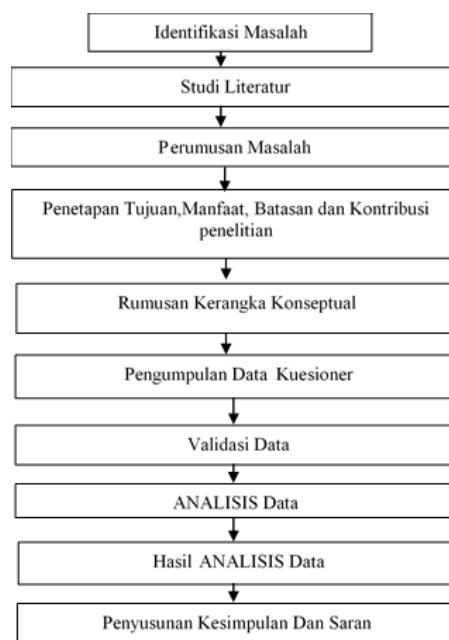 Identifikasi Masalah
Studi Literatur
Perumusan Masalah
Penetapan Tujuan,Manfaat, Batasan dan Kontribusi
penelitian
Rumusan Kerangka Konseptual
Pengumpulan Data Kuesioner
Validasi Data
ANALISIS Data
Hasil ANALISIS Data
Penyusunan Kesimpulan Dan Saran